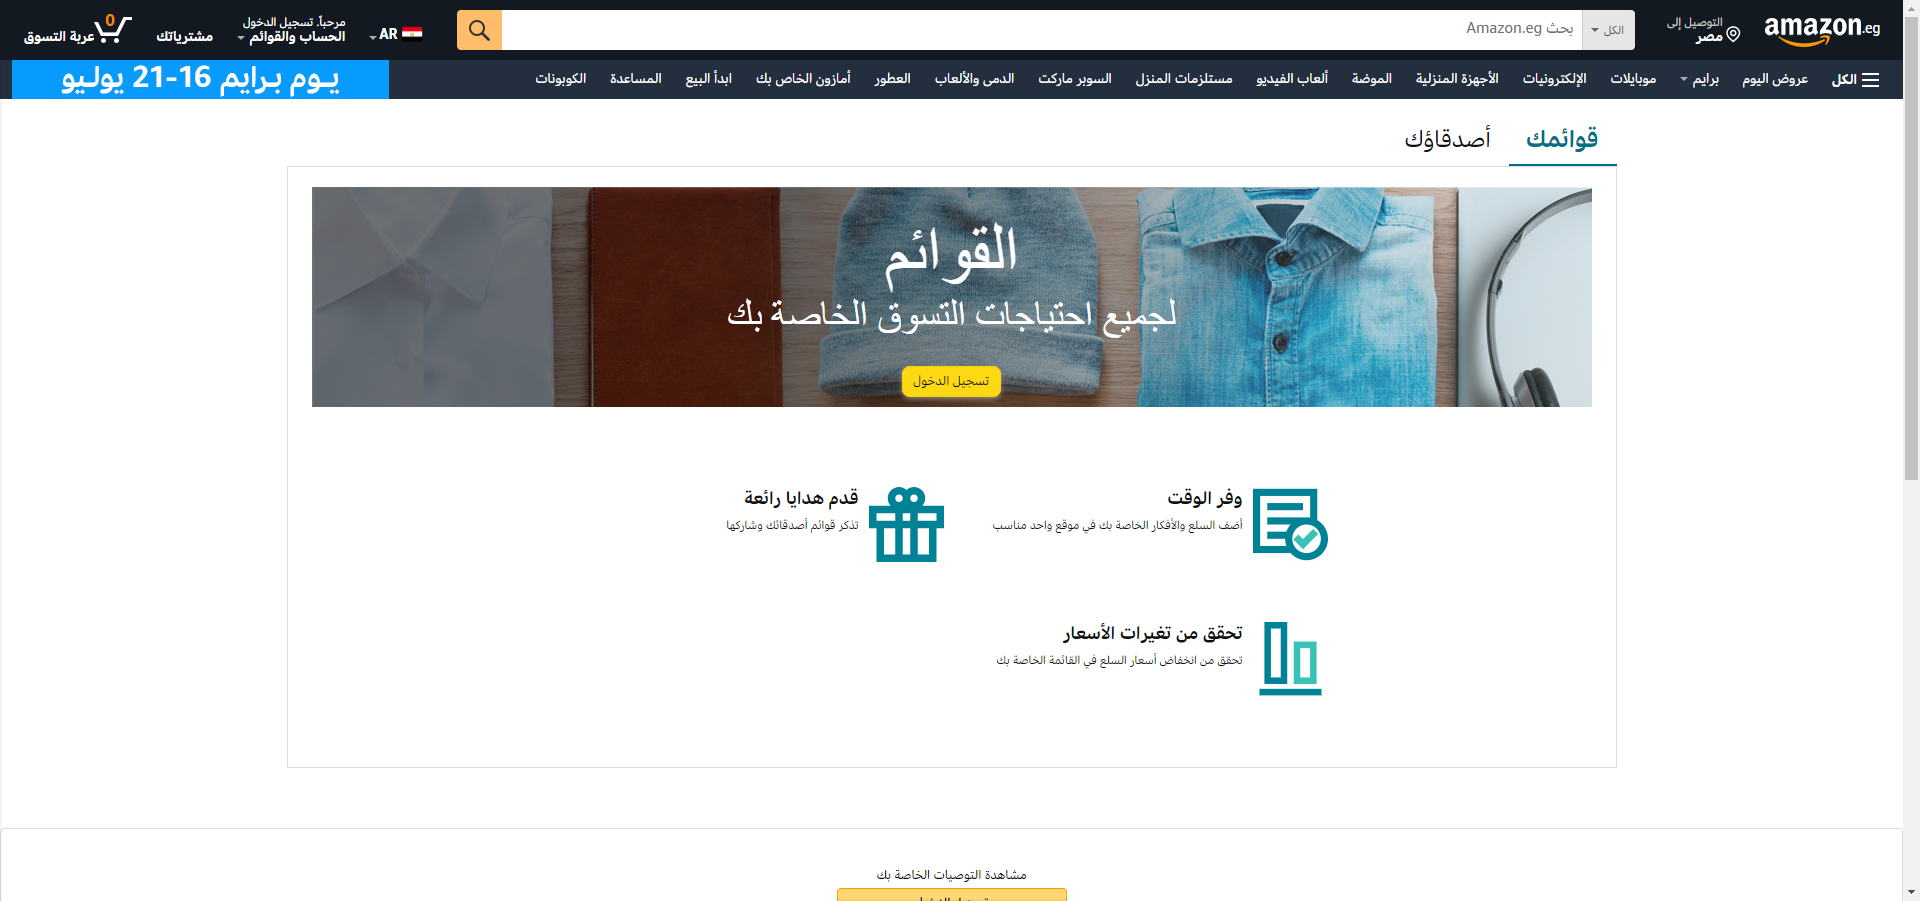 amazon.eg
التوصيل إلى
مصر
الكل
بحث Amazon.eg
AR
مرحباً. تسجيل الدخول
الحساب والقوائم
مشترياتك
0
عربة التسوق
الكل
عروض اليوم
برايم
موبايلات
الإلكترونيات
الأجهزة المنزلية
الموضة
ألعاب الفيديو
مستلزمات المنزل
السوبر ماركت
الدمى والألعاب
العطور
أمازون الخاص بك
ابدأ البيع
المساعدة
الكوبونات
يـوم برايم 16-21 يوليو
قوائمك
أصدقاؤك
القوائم
لجميع احتياجات التسوق الخاصة بك
تسجيل الدخول
وفر الوقت
أضف السلع والأفكار الخاصة بك في موقع واحد مناسب
قدم هدايا رائعة
تذكر قوائم أصدقائك وشاركها
تحقق من تغيرات الأسعار
تحقق من انخفاض أسعار السلع في القائمة الخاصة بك
مشاهدة التوصيات الخاصة بك